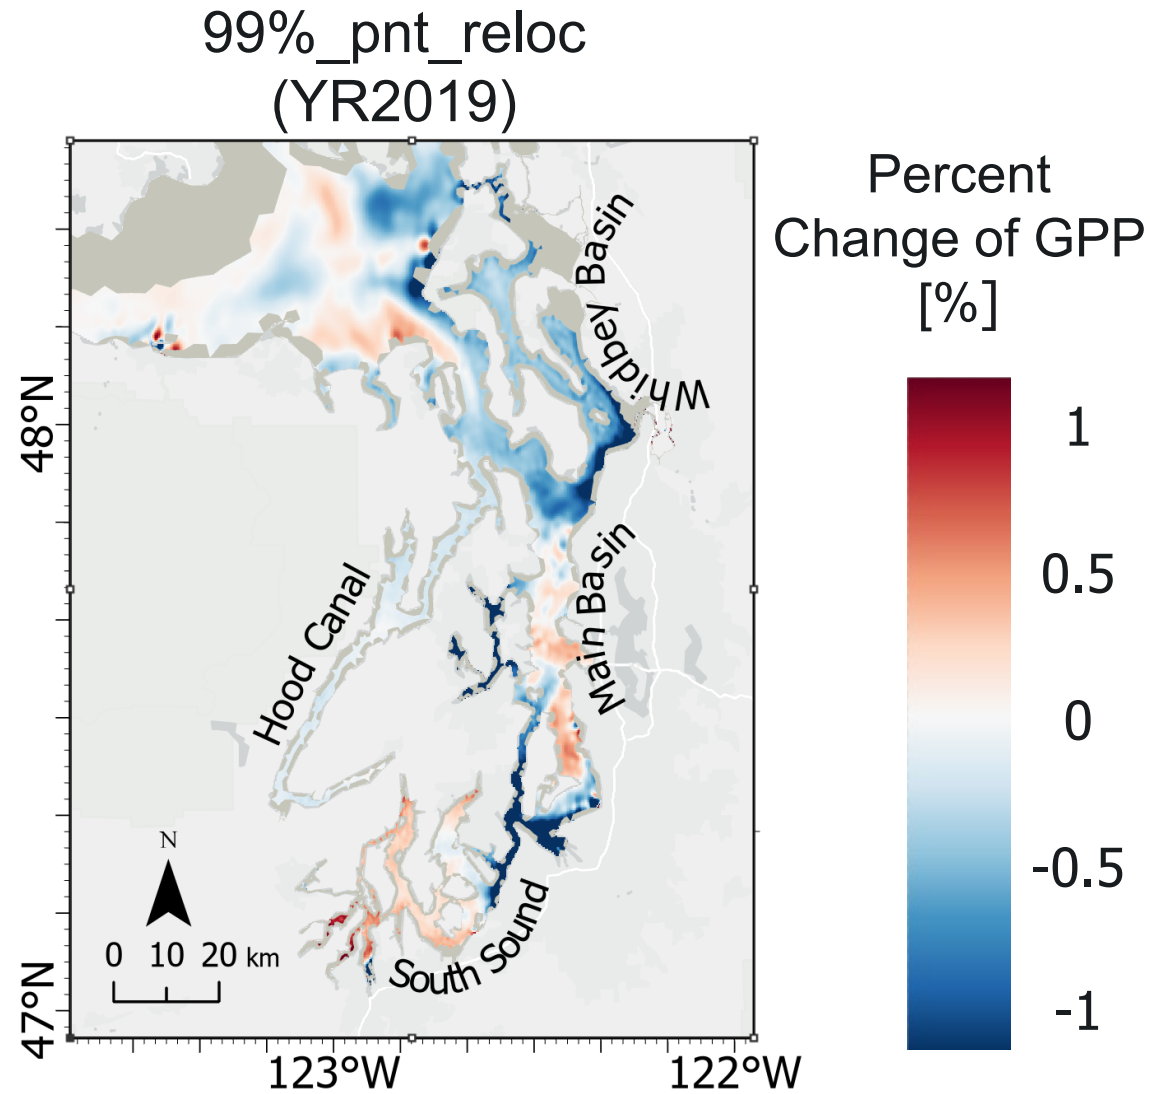 99%_pnt_reloc
(YR2019)
Percent
Change of GPP
[%]
1
0.5
0
-0.5
-1
Whidbey Basin
Main Basin
Hood Canal
South Sound
N
0 10 20 km
48°N
47°N
123°W
122°W